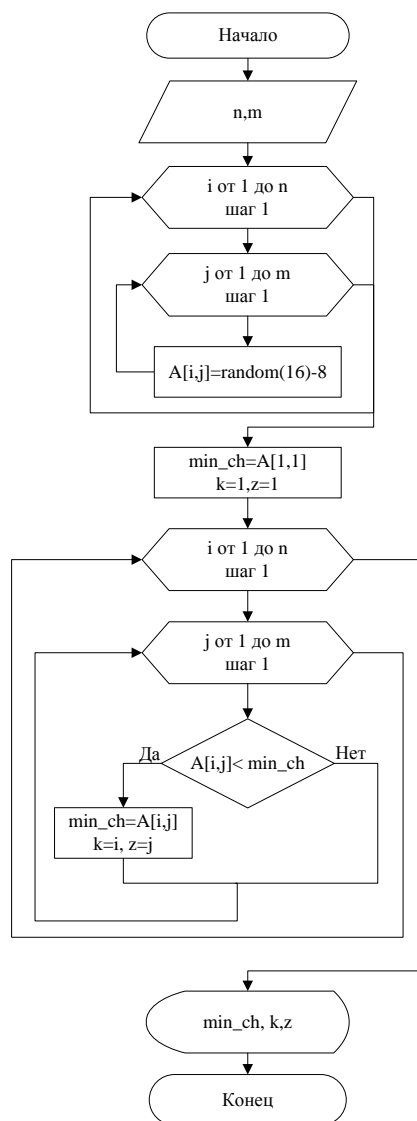 Начало
n,m
i от 1 до n
шаг 1
j от 1 до m
шаг 1
A[i,j]=random(16)-8
min_ch=A[1,1]
k=1,z=1
i от 1 до n
шаг 1
j от 1 до m
шаг 1
Да
A[i,j]< min_ch
Нет
min_ch=A[i,j]
k=i, z=j
min_ch, k,z
Конец